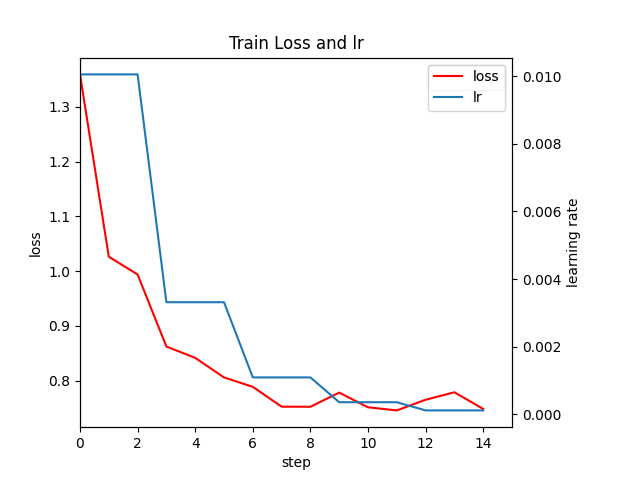 Train Loss and lr
loss
lr
1.3
1.2
1.1
1.0
0.9
0.8
loss
0.010
0.008
0.006
0.004
0.002
0.000
learning rate
0 2 4 6 8 10 12 14
step